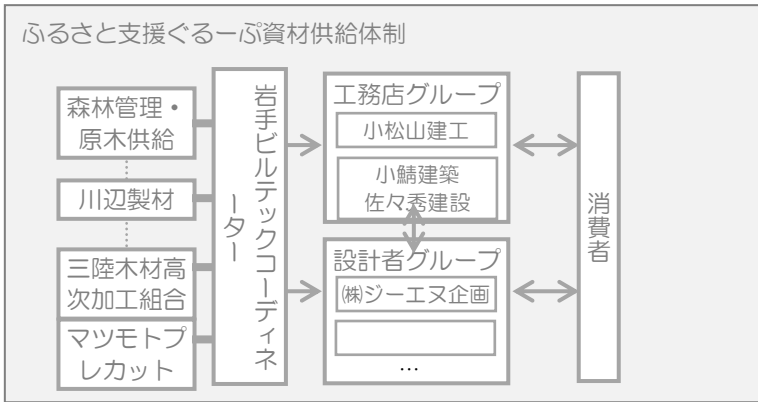 ふるさと支援ぐるーぷ資材供給体制
森林管理・
原木供給
川辺製材
三陸木材高
次加工組合
マツモトプ
レカット
岩手ビルテックコーディネ
ーター
工務店グループ
小松山建工
小鯖建築
佐々秀建設
設計者グループ
㈱ジーエヌ企画
…
消費者